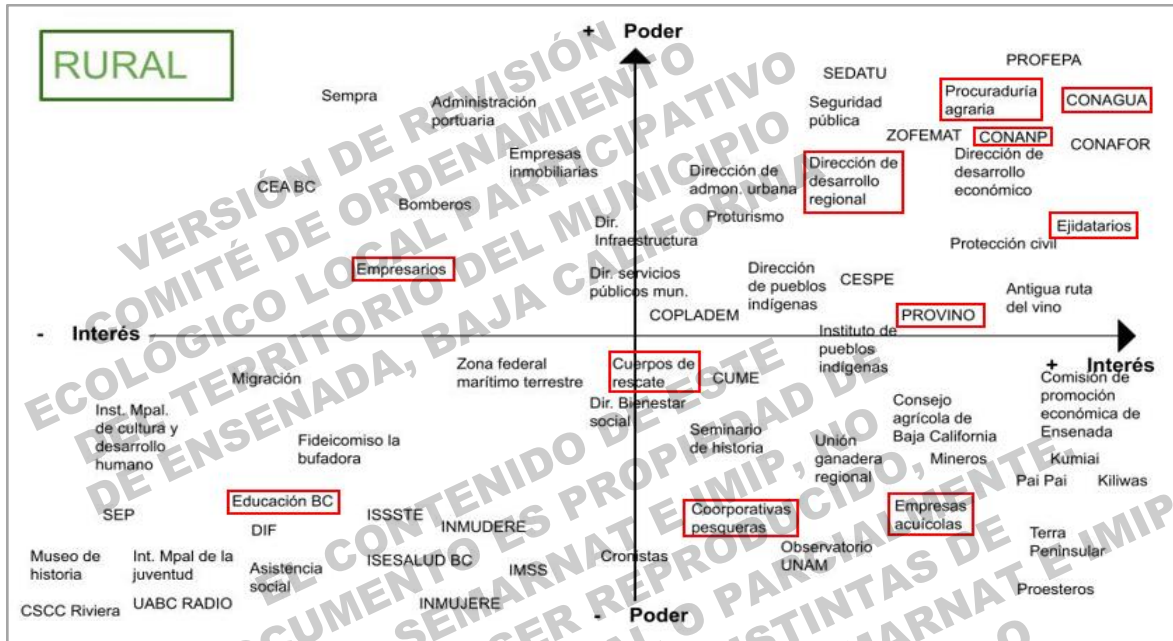 + Poder
RURAL
PROFEPA
SEDATU
Sempra
Administración
portuaria
Seguridad
pública
Procuraduría
agraria
CONAGUA
ZOFEMAT
CONANP
CONAFOR
Empresas
inmobiliarias
Dirección de
admon. urbana
Dirección de
desarrollo
regional
Dirección de
desarrollo
económico
CEA BC
Bomberos
Proturismo
Dir.
Infraestructura
Ejidatarios
Protección civil
Empresarios
Dir. servicios
públicos mun.
Dirección
de pueblos
indígenas
CESPE
Antigua ruta
del vino
COPLADEM
PROVINO
- Interés
Instituto de
pueblos
indígenas
+ Interés
Migración
Zona federal
marítimo terrestre
Cuerpos de
rescate
CUME
Comisión de
promoción
económica de
Ensenada
Inst. Mpal.
de cultura y
desarrollo
humano
Dir. Bienestar
social
Consejo
agrícola de
Baja California
Fideicomiso la
bufadora
Seminario
de historia
Unión
ganadera
regional
Mineros
Kumiai
Pai Pai
Kiliwas
Educación BC
SEP
DIF
ISSSTE
INMUDERE
Coorporativas
pesqueras
Empresas
acuícolas
Museo de
historia
Int. Mpal de la
juventud
Asistencia
social
ISESALUD BC
IMSS
Cronistas
Observatorio
UNAM
Terra
Peninsular
Proesteros
CSCC Riviera
UABC RADIO
INMUJERE
- Poder
VERSIÓN DE REVISIÓN
COMITÉ DE ORDENAMIENTO
ECOLÓGICO LOCAL PARTICIPATIVO
DEL TERRITORIO DEL MUNICIPIO
DE ENSENADA, BAJA CALIFORNIA
EL CONTENIDO DE ESTE
DOCUMENTO ES PROPIEDAD DE
SEMARNAT E IMIP, NO
SER REPRODUCIDO,
PARCIALMENTE,
DISTINTAS DE
SEMARNAT E IMIP